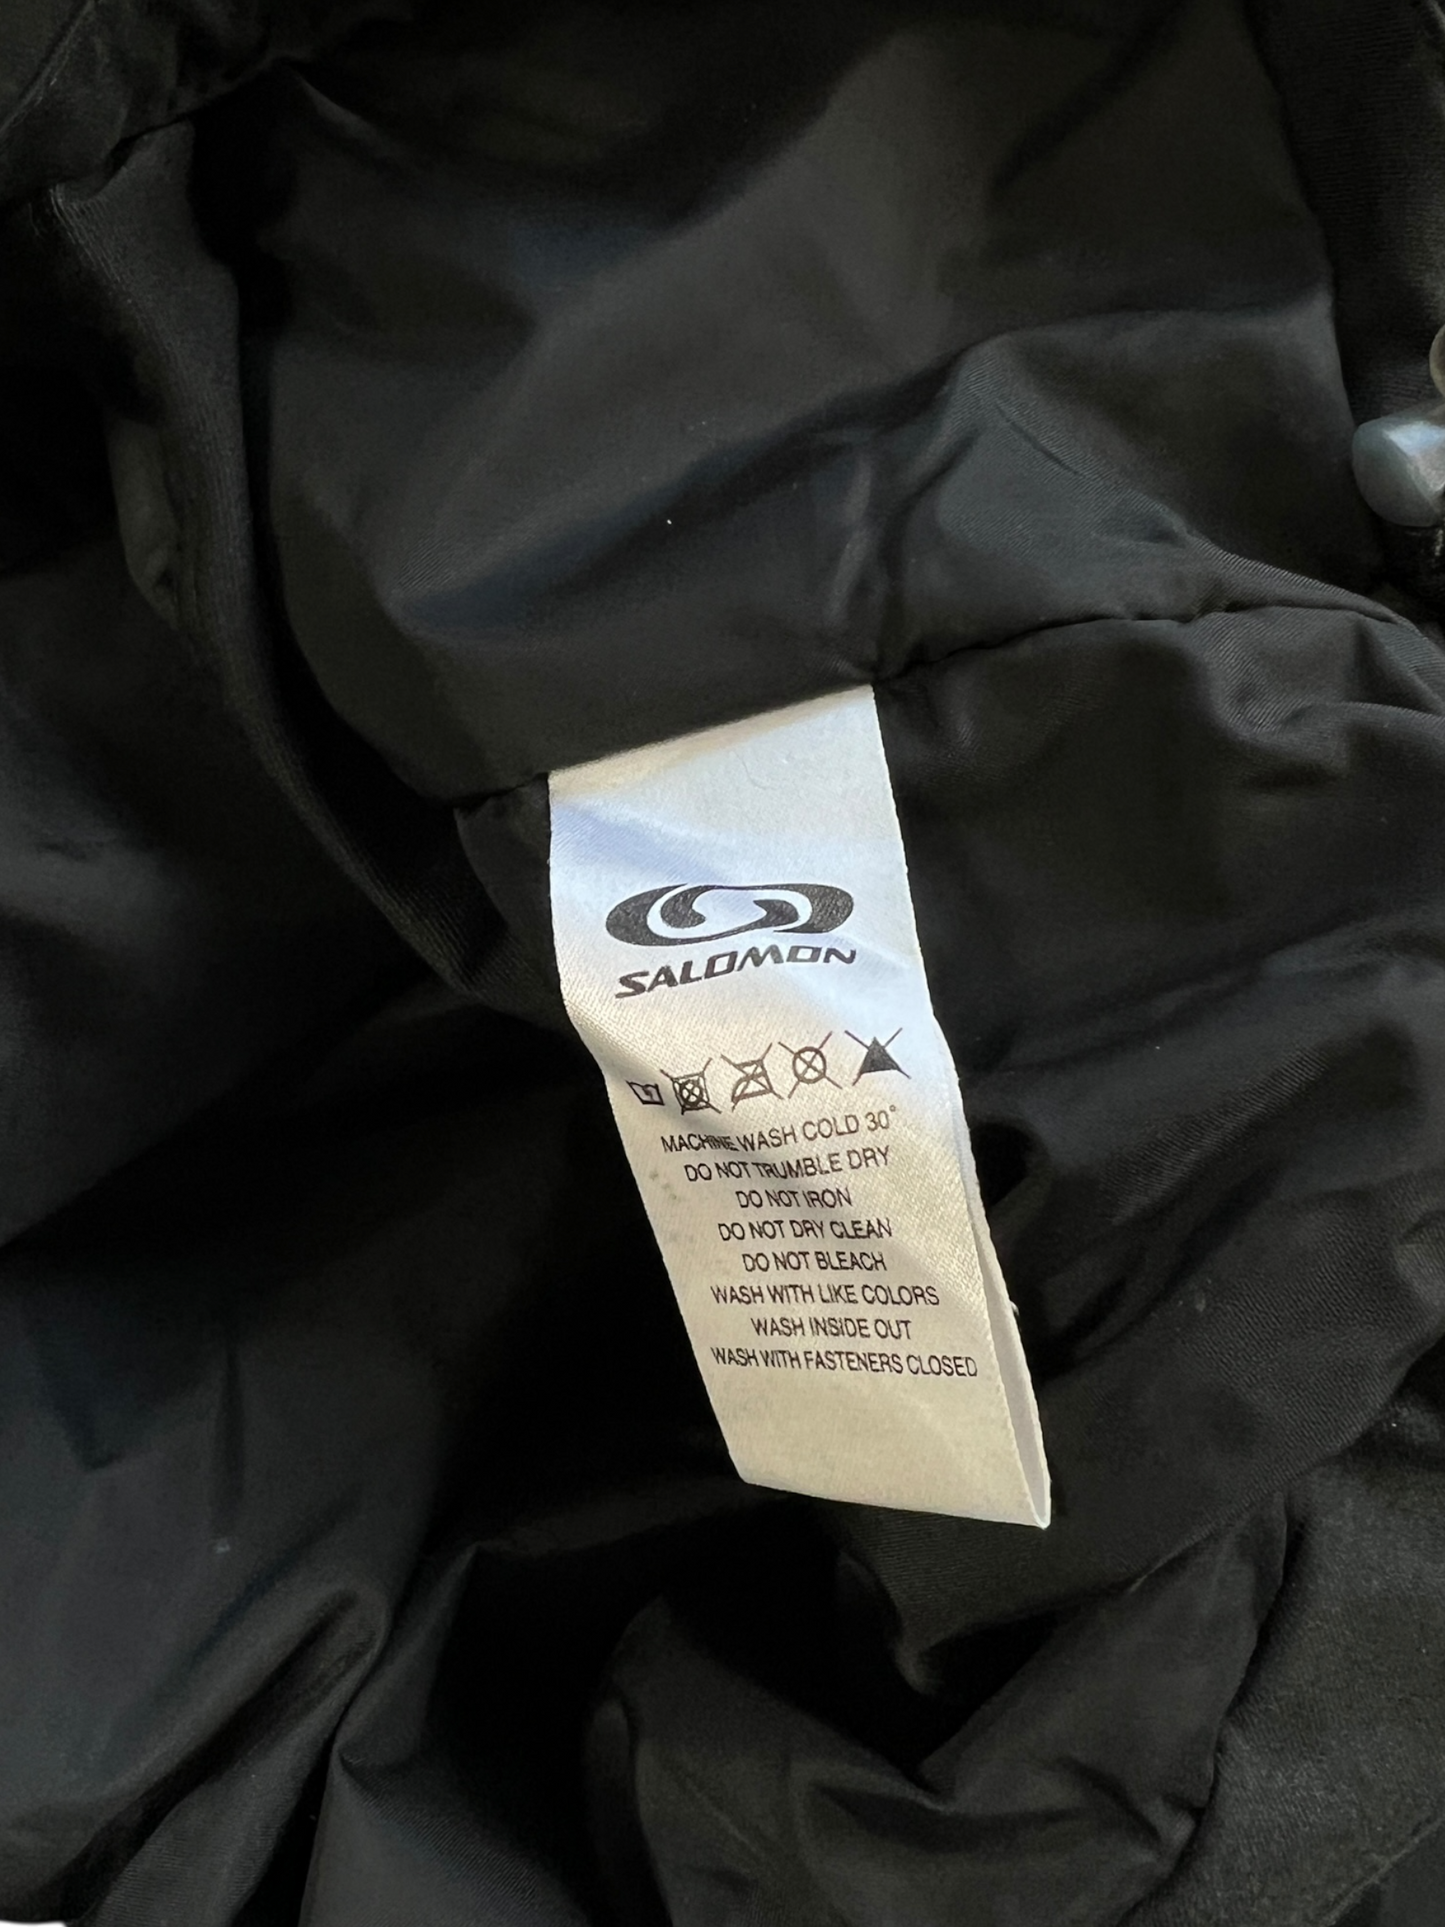 SALOMON
MACHINE WASH COLD 30°
DO NOT TRUMBLE DRY
DO NOT IRON
DO NOT DRY CLEAN
DO NOT BLEACH
WASH WITH LIKE COLORS
WASH INSIDE OUT
WASH WITH FASTENERS CLOSED